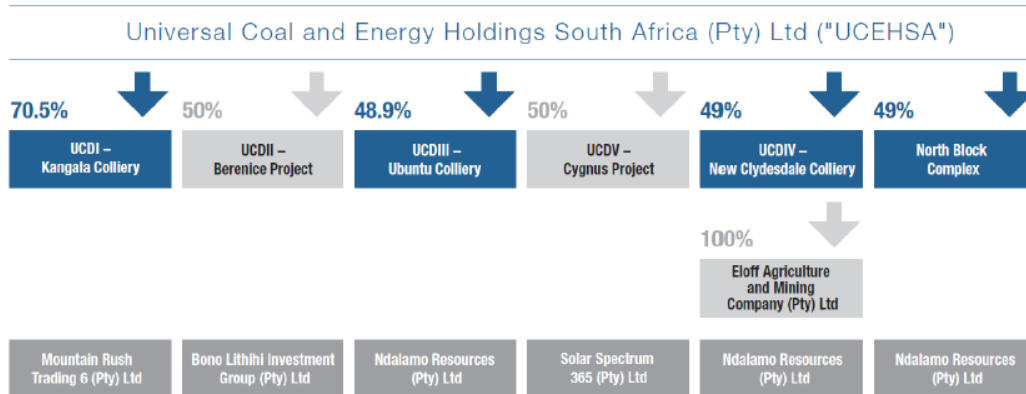 Universal Coal and Energy Holdings South Africa (Pty) Ltd ("UCEHSA")
70.5%
50%
48.9%
50%
49%
49%
UCDI –
Kangala Colliery
UCDII –
Berenice Project
UCDIII –
Ubuntu Colliery
UCDV –
Cygnus Project
UCDIV –
New Clydesdale Colliery
North Block
Complex
100%
Eloff Agriculture
and Mining
Company (Pty) Ltd
Mountain Rush
Trading 6 (Pty) Ltd
Bono Lithihi Investment
Group (Pty) Ltd
Ndalamo Resources
(Pty) Ltd
Solar Spectrum
365 (Pty) Ltd
Ndalamo Resources
(Pty) Ltd
Ndalamo Resources
(Pty) Ltd